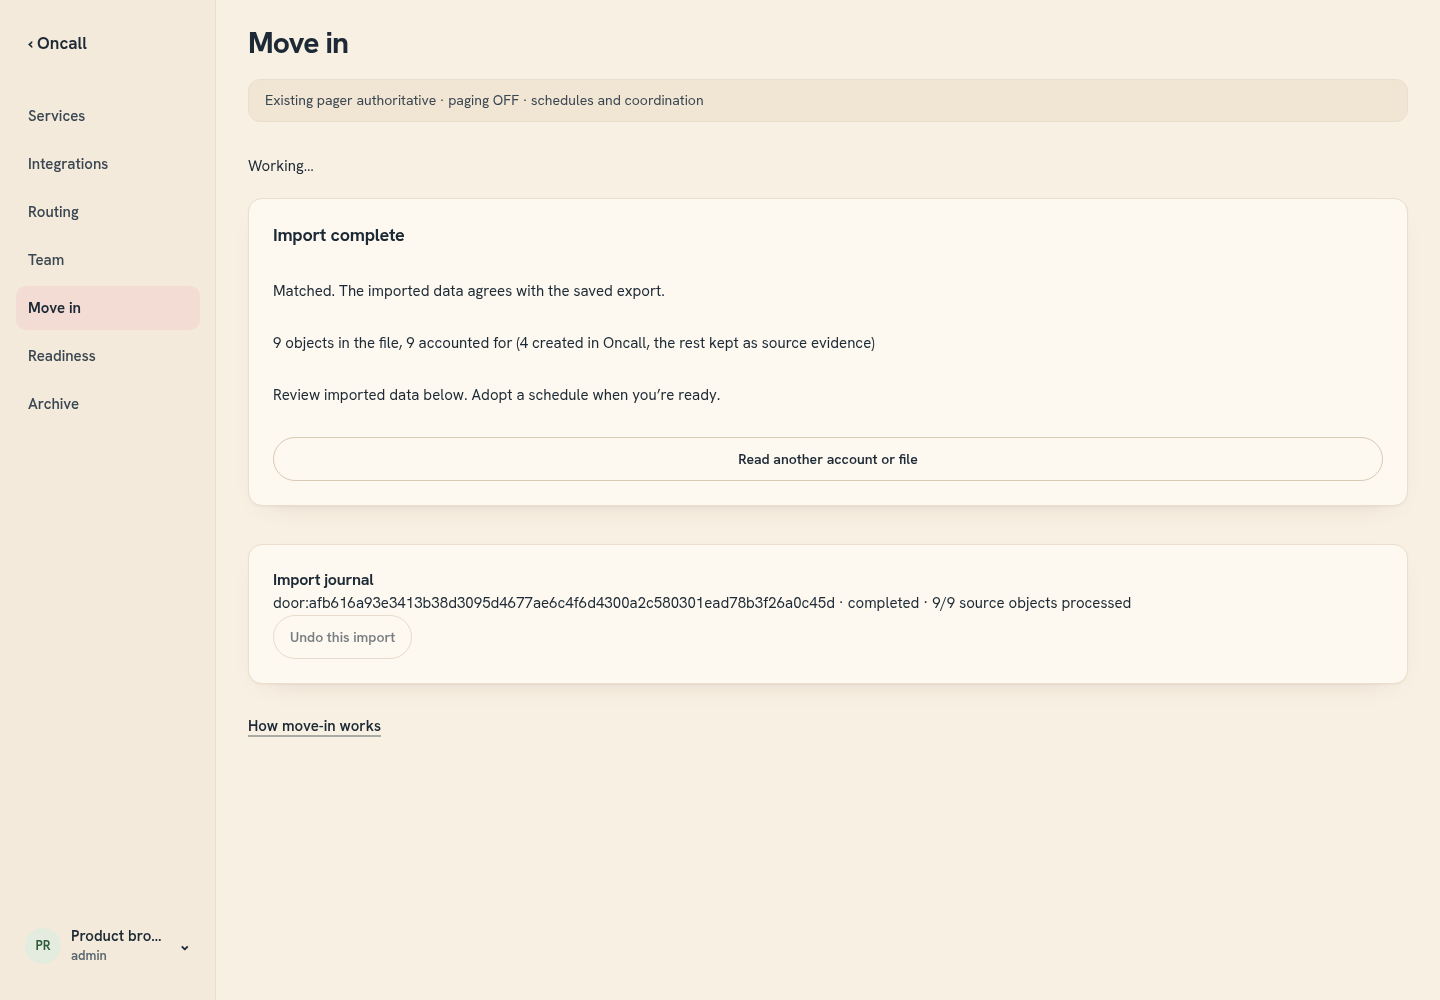 ‹ Oncall
Services
Integrations
Routing
Team
Move in
Readiness
Archive
PR
Product bro...
admin
Move in
Existing pager authoritative · paging OFF · schedules and coordination
Working…
Import complete
Matched. The imported data agrees with the saved export.
9 objects in the file, 9 accounted for (4 created in Oncall, the rest kept as source evidence)
Review imported data below. Adopt a schedule when you’re ready.
Read another account or file
Import journal
door:afb616a93e3413b38d3095d4677ae6c4f6d4300a2c580301ead78b3f26a0c45d · completed · 9/9 source objects processed
Undo this import
How move-in works